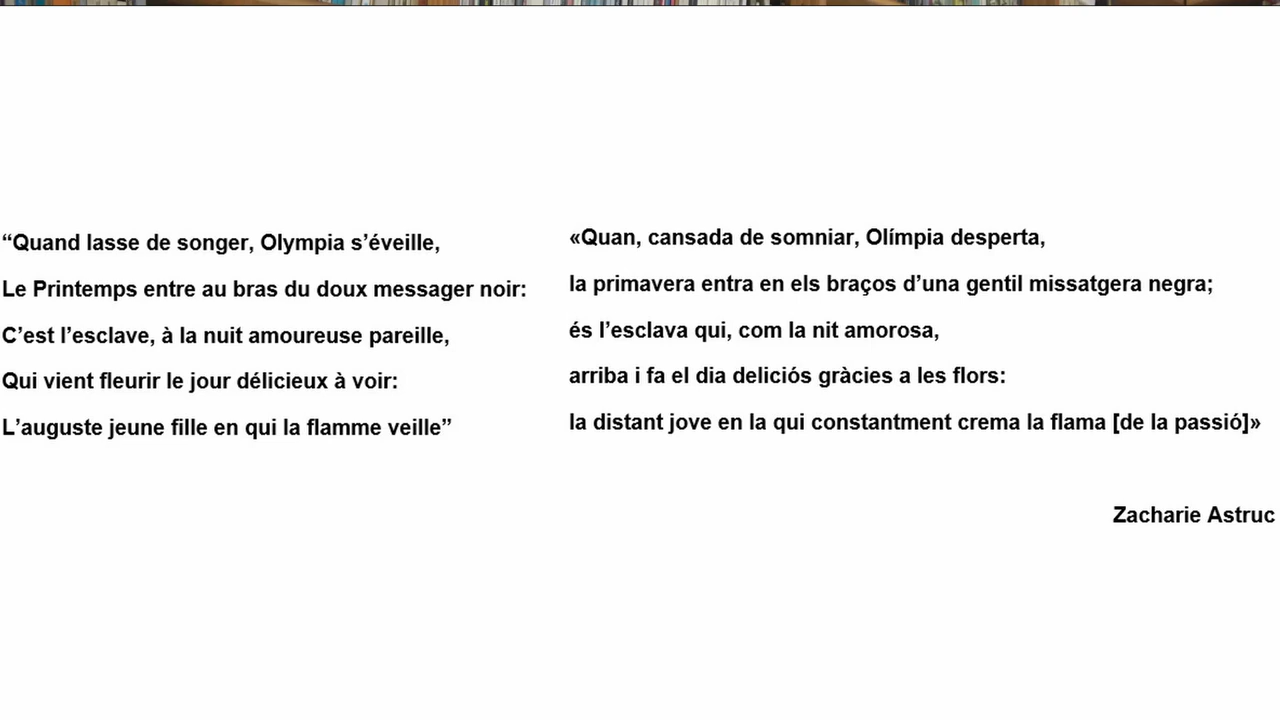 “Quand lasse de songer, Olympia s’éveille,
Le Printemps entre au bras du doux messager noir:
C’est l’esclave, à la nuit amoureuse pareille,
Qui vient fleurir le jour délicieux à voir:
L’auguste jeune fille en qui la flamme veille”
«Quan, cansada de somniar, Olímpia desperta,
la primavera entra en els braços d’una gentil missatgera negra;
és l’esclava qui, com la nit amorosa,
arriba i fa el dia deliciós gràcies a les flors:
la distant jove en la qui constantment crema la flama [de la passió]»
Zacharie Astruc